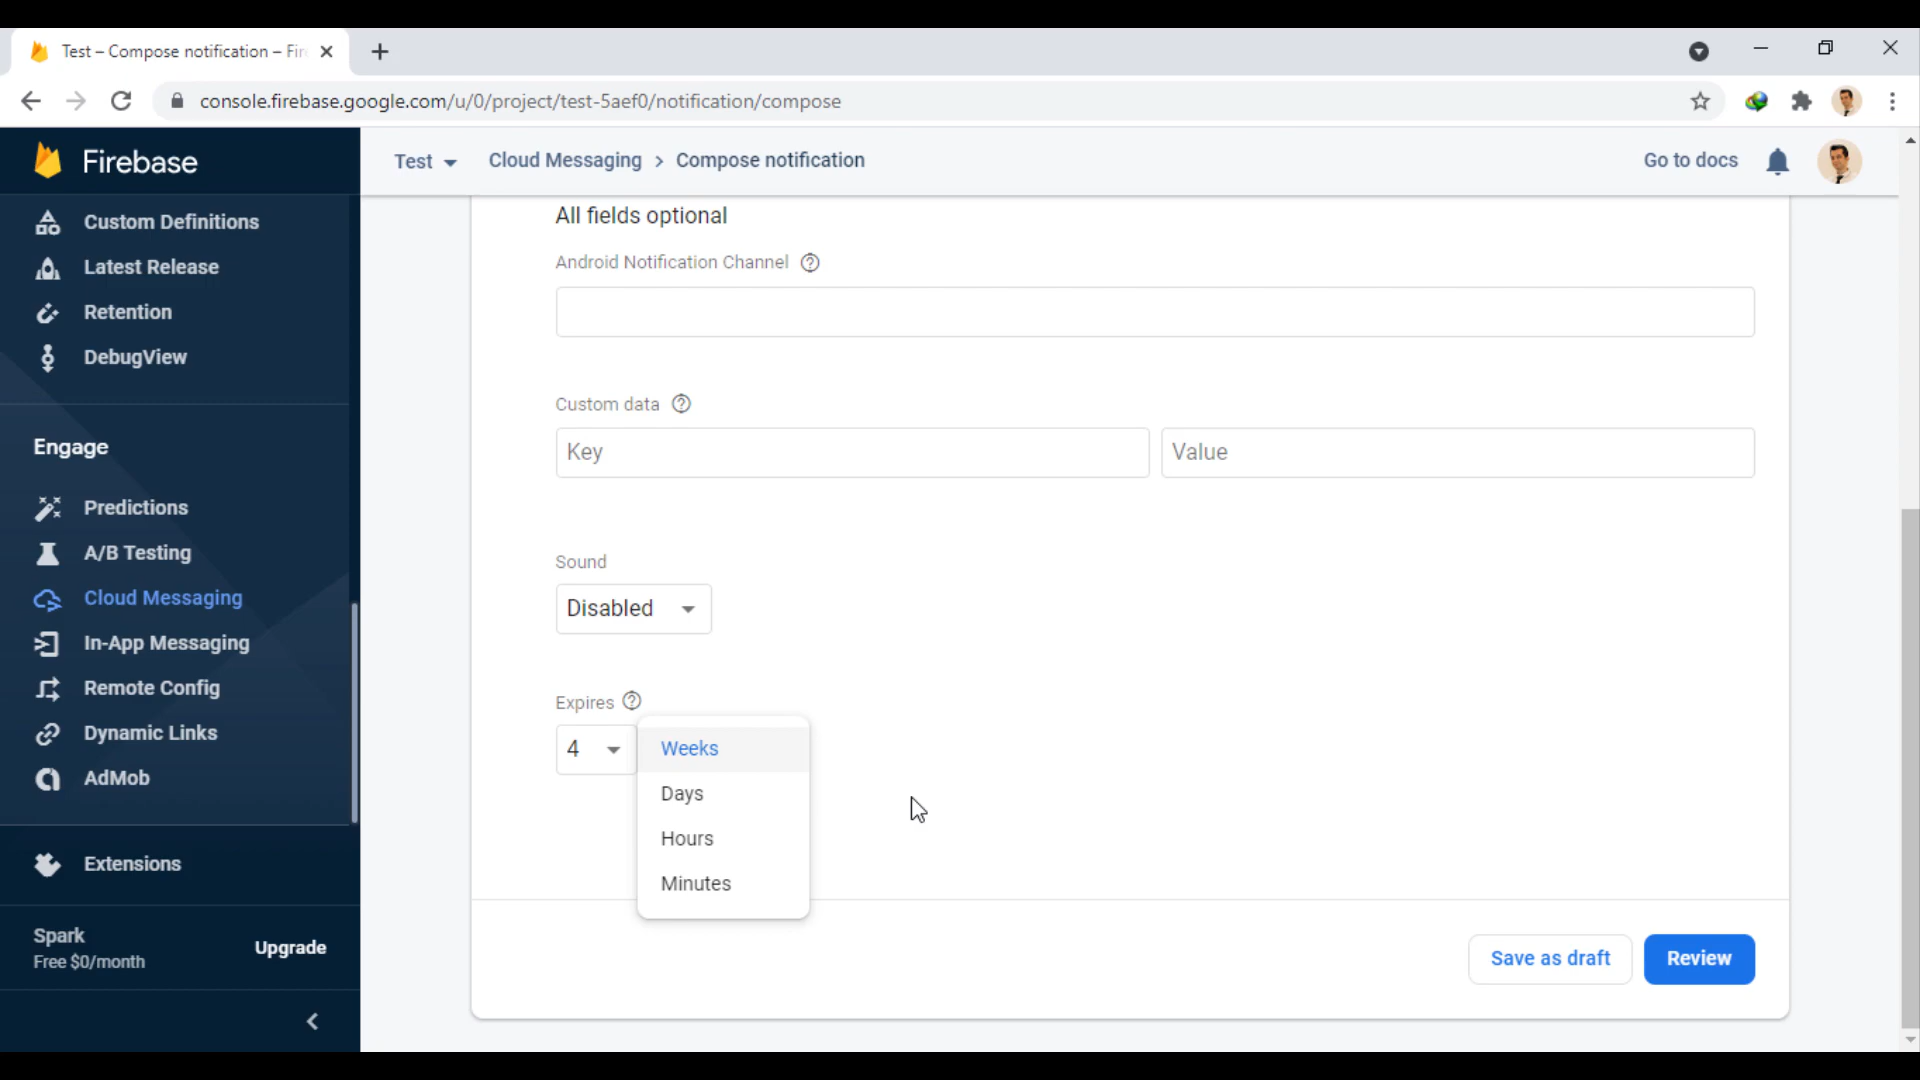 Test – Compose notification – Fir
console.firebase.google.com/u/0/project/test-5aef0/notification/compose
Firebase
Test
Cloud Messaging > Compose notification
Go to docs
Custom Definitions
Latest Release
Retention
DebugView
Engage
Predictions
A/B Testing
Cloud Messaging
In-App Messaging
Remote Config
Dynamic Links
AdMob
Extensions
Spark
Free $0/month
Upgrade
All fields optional
Android Notification Channel
Custom data
Key
Value
Sound
Disabled
Expires
4
Weeks
Days
Hours
Minutes
Save as draft
Review